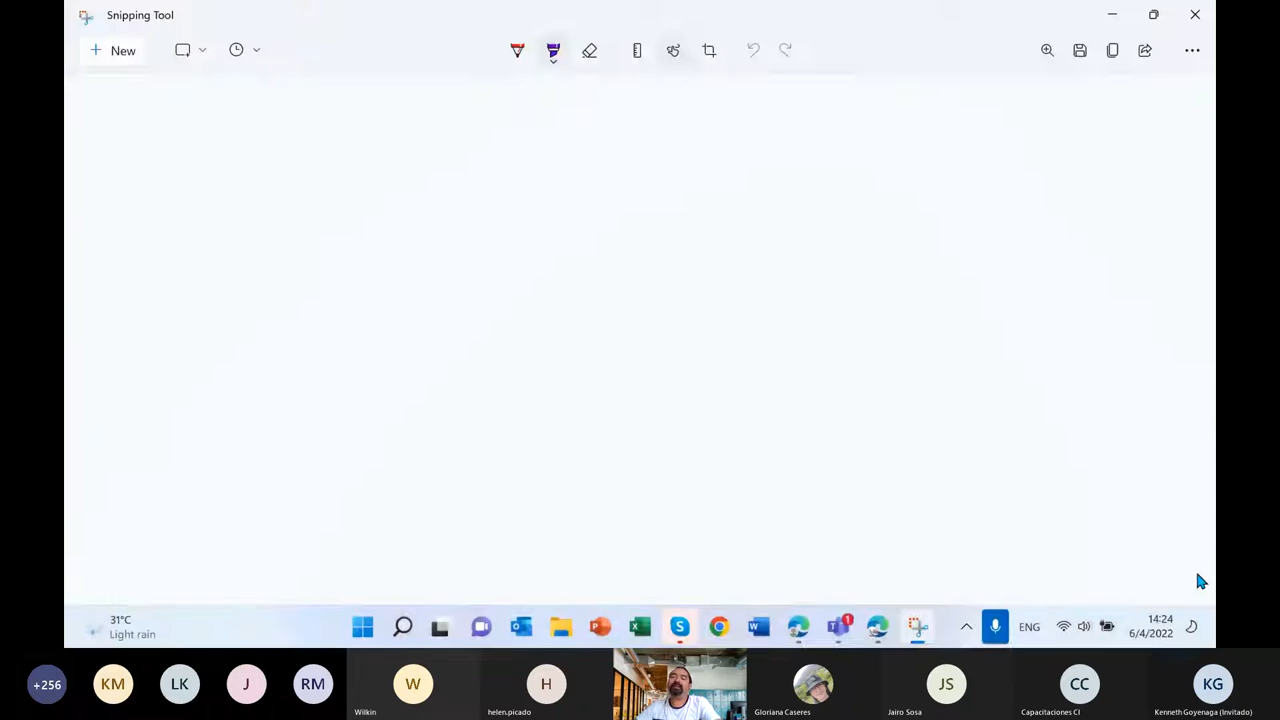 Snipping Tool
New
31°C
Light rain
ENG
14:24
6/4/2022
1
+256
KM
LK
J
RM
W
Wilkin
H
helen.picado
Gloriana Caseres
JS
Jairo Sosa
CC
Capacitaciones CI
KG
Kenneth Goyenaga (Invitado)